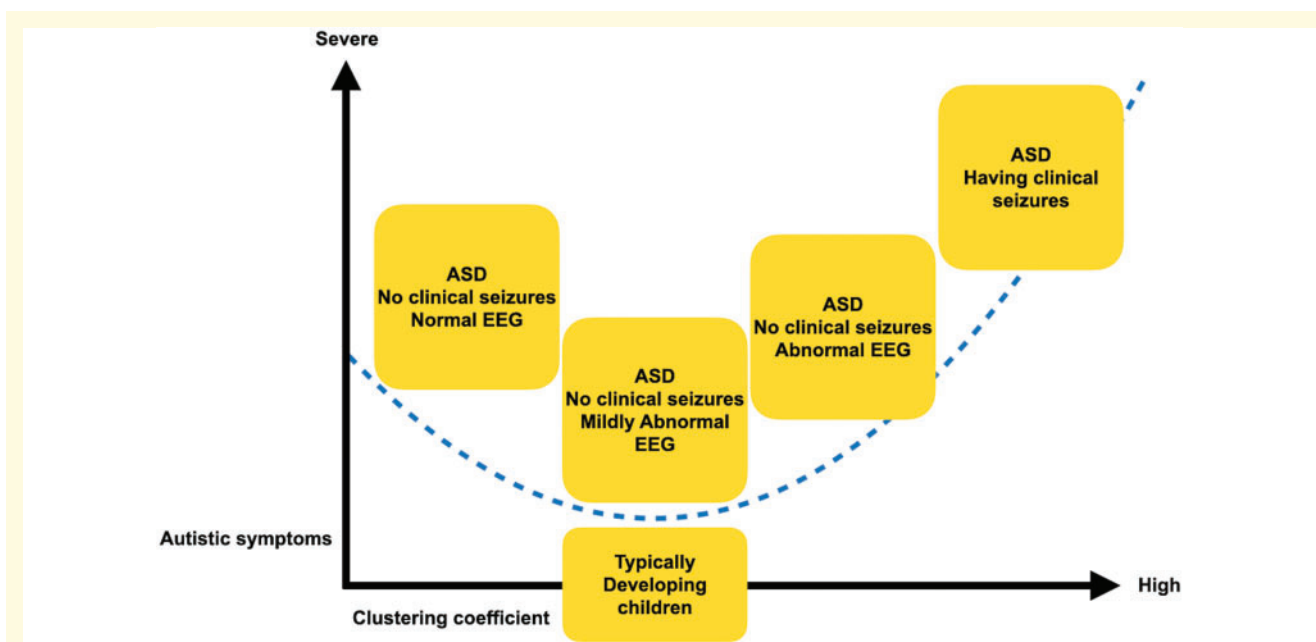 Severe
ASD
Having clinical
seizures
ASD
No clinical seizures
Normal EEG
ASD
No clinical seizures
Abnormal EEG
ASD
No clinical seizures
Mildly Abnormal
EEG
Autistic symptoms
Typically
Developing
children
High
Clustering coefficient